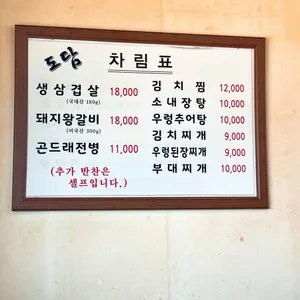 도담
차림표
생삼겹살 18,000
(국내산 180g)
돼지왕갈비 18,000
(미국산 300g)
곤드래전병 11,000
(추가 반찬은
셀프입니다.)
김치찜 12,000
소내장탕 10,000
우렁추어탕 10,000
김치찌개 9,000
우렁된장찌개 9,000
부대찌개 10,000